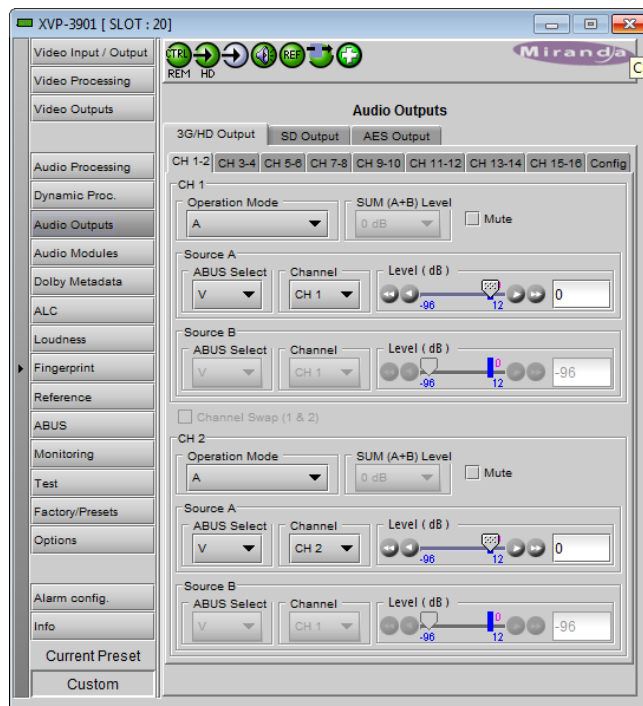 XVP-3901 [ SLOT : 20]
Video Input / Output
Video Processing
Video Outputs
Audio Processing
Dynamic Proc.
Audio Outputs
Audio Modules
Dolby Metadata
ALC
Loudness
Fingerprint
Reference
ABUS
Monitoring
Test
Factory/Presets
Options
Alarm config.
Info
Current Preset
Custom
CTRL REF
REM HD
Miranda
C
Audio Outputs
3G/HD Output SD Output AES Output
CH 1-2 CH 3-4 CH 5-6 CH 7-8 CH 9-10 CH 11-12 CH 13-14 CH 15-16 Config
CH 1
Operation Mode SUM (A+B) Level
A 0 dB Mute
Source A
ABUS Select Channel Level ( dB )
V CH 1 0
-96 12
Source B
ABUS Select Channel Level ( dB )
V CH 1 0 -96
-96 12
Channel Swap (1 & 2)
CH 2
Operation Mode SUM (A+B) Level
A 0 dB Mute
Source A
ABUS Select Channel Level ( dB )
V CH 2 0
-96 12
Source B
ABUS Select Channel Level ( dB )
V CH 1 0 -96
-96 12